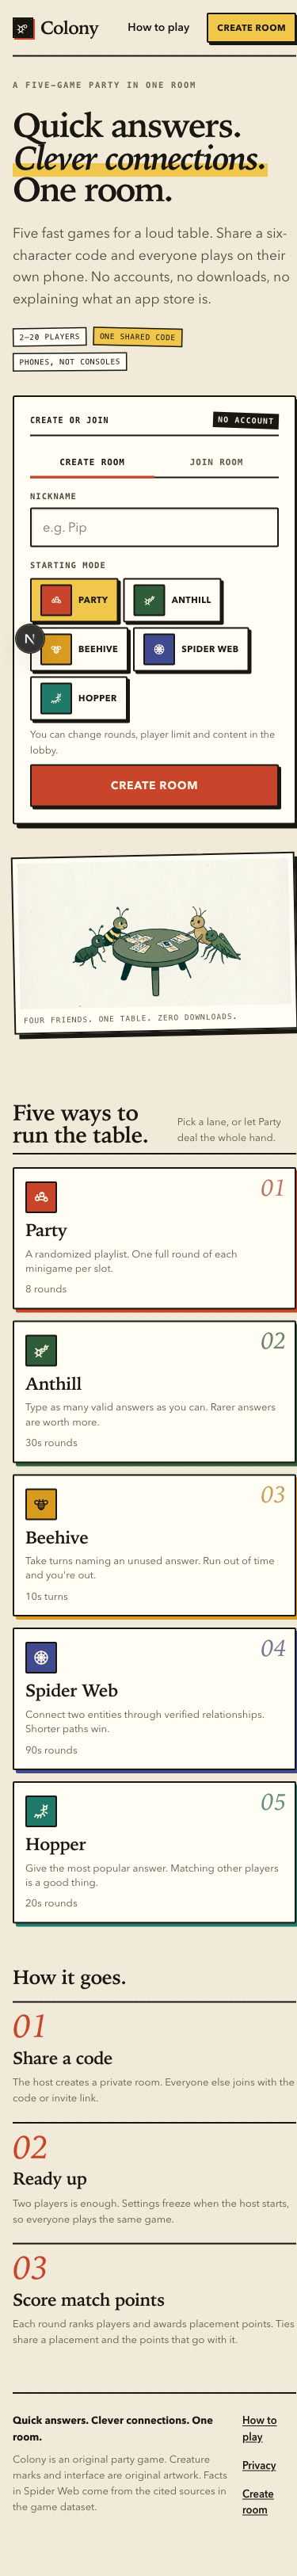 Colony
How to play
CREATE ROOM
A FIVE-GAME PARTY IN ONE ROOM
Quick answers.
Clever connections.
One room.
Five fast games for a loud table. Share a six-
character code and everyone plays on their
own phone. No accounts, no downloads, no
explaining what an app store is.
2–20 PLAYERS
ONE SHARED CODE
PHONES, NOT CONSOLES
CREATE OR JOIN
NO ACCOUNT
CREATE ROOM
JOIN ROOM
NICKNAME
e.g. Pip
STARTING MODE
PARTY
ANTHILL
N
BEEHIVE
SPIDER WEB
HOPPER
You can change rounds, player limit and content in the
lobby.
CREATE ROOM
FOUR FRIENDS. ONE TABLE. ZERO DOWNLOADS.
Five ways to
run the table.
Pick a lane, or let Party
deal the whole hand.
01
Party
A randomized playlist. One full round of each
minigame per slot.
8 rounds
02
Anthill
Type as many valid answers as you can. Rarer answers
are worth more.
30s rounds
03
Beehive
Take turns naming an unused answer. Run out of time
and you're out.
10s turns
04
Spider Web
Connect two entities through verified relationships.
Shorter paths win.
90s rounds
05
Hopper
Give the most popular answer. Matching other players
is a good thing.
20s rounds
How it goes.
01
Share a code
The host creates a private room. Everyone else joins with the
code or invite link.
02
Ready up
Two players is enough. Settings freeze when the host starts,
so everyone plays the same game.
03
Score match points
Each round ranks players and awards placement points. Ties
share a placement and the points that go with it.
Quick answers. Clever connections. One
room.
Colony is an original party game. Creature
marks and interface are original artwork. Facts
in Spider Web come from the cited sources in
the game dataset.
How to
play
Privacy
Create
room